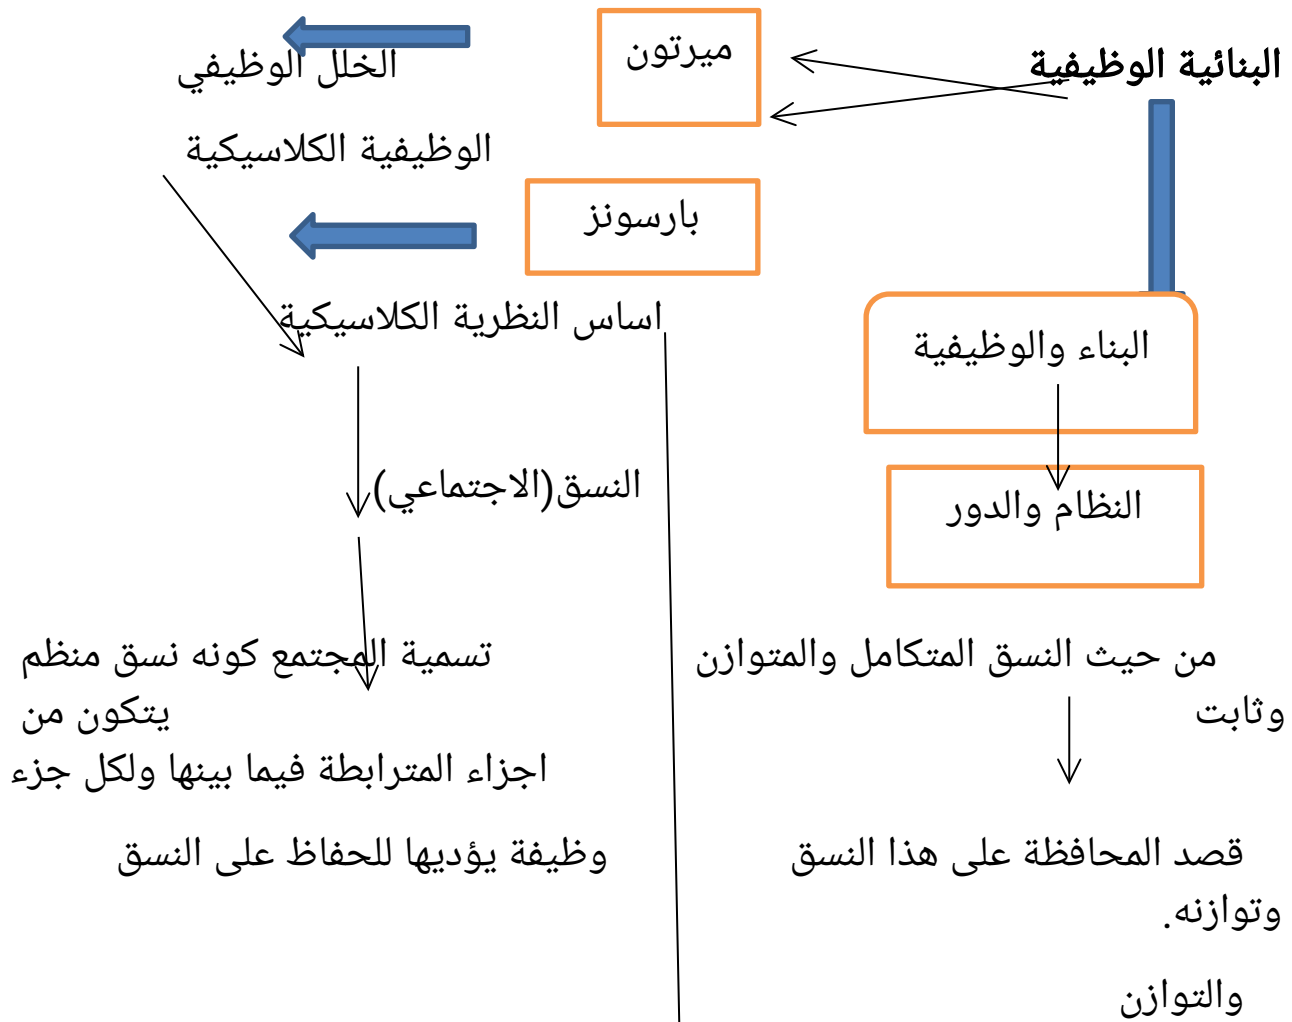 البنائية الوظيفية
ميرتون
الخلل الوظيفي
الوظيفية الكلاسيكية
بارسونز
اساس النظرية الكلاسيكية
البناء والوظيفية
النسق(الاجتماعي)
النظام والدور
من حيث النسق المتكامل والمتوازن
وثابت
قصد المحافظة على هذا النسق
وتوازنه.
والتوازن
تسمية المجتمع كونه نسق منظم
يتكون من
اجزاء المترابطة فيما بينها ولكل جزء
وظيفة يؤديها للحفاظ على النسق